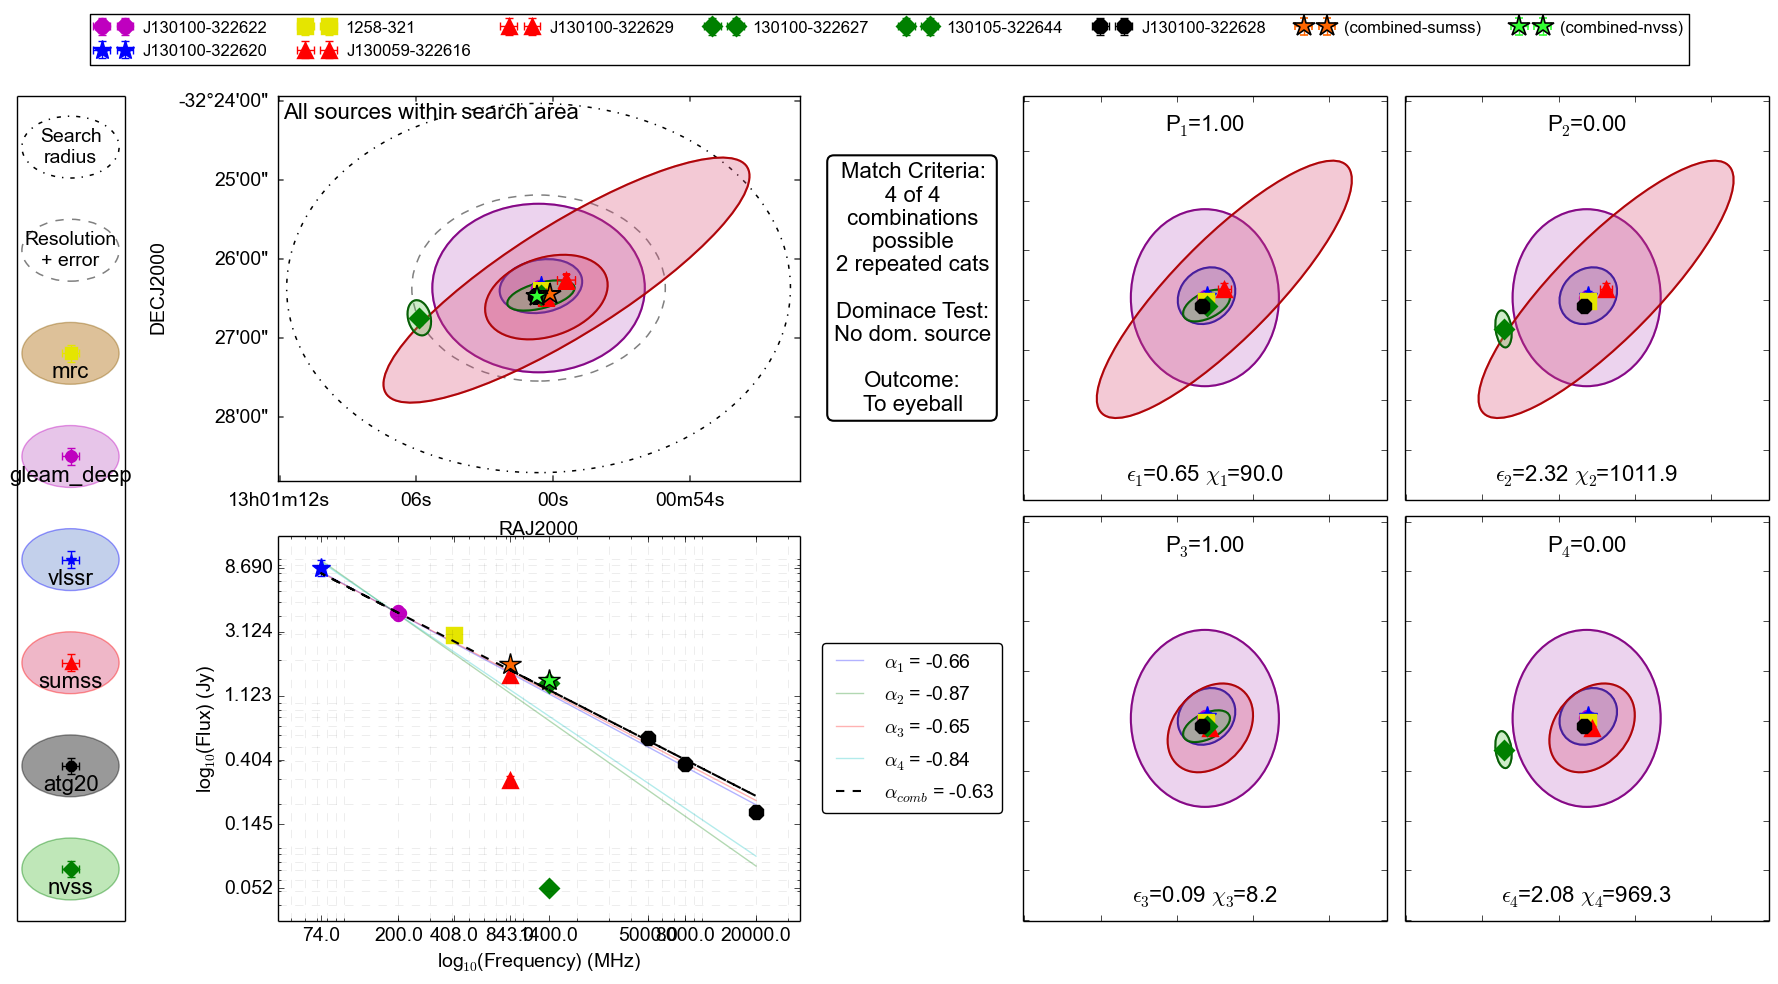 J130100-322622 1258-321 J130100-322629 130100-322627 130105-322644 J130100-322628 (combined-sumss) (combined-nvss)
J130100-322620 J130059-322616
Search
radius
Resolution
+ error
mrc
gleam_deep
vlssr
sumss
atg20
nvss
All sources within search area
-32°24'00"
25'00"
26'00"
27'00"
28'00"
DECJ2000
13h01m12s 06s 00s 00m54s
RAJ2000
Match Criteria:
4 of 4
combinations
possible
2 repeated cats
Dominace Test:
No dom. source
Outcome:
To eyeball
P1=1.00
ϵ1=0.65 χ1=90.0
P2=0.00
ϵ2=2.32 χ2=1011.9
8.690
3.124
1.123
0.404
0.145
0.052
log10(Flux) (Jy)
74.0 200.0 408.0 843.0 1400.0 5000.0 8000.0 20000.0
log10(Frequency) (MHz)
α1 = -0.66
α2 = -0.87
α3 = -0.65
α4 = -0.84
αcomb = -0.63
P3=1.00
ϵ3=0.09 χ3=8.2
P4=0.00
ϵ4=2.08 χ4=969.3